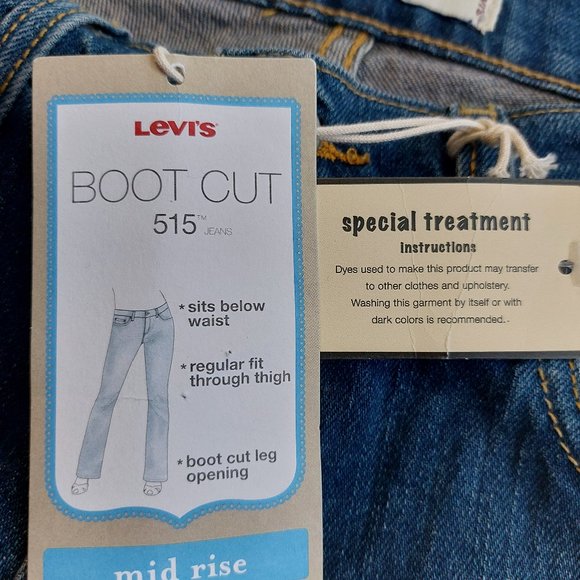 Levi's
BOOT CUT
515™ JEANS
*sits below
waist
*regular fit
through thigh
*boot cut leg
opening
mid rise
special treatment
instructions
Dyes used to make this product may transfer
to other clothes and upholstery.
Washing this garment by itself or with
dark colors is recommended.